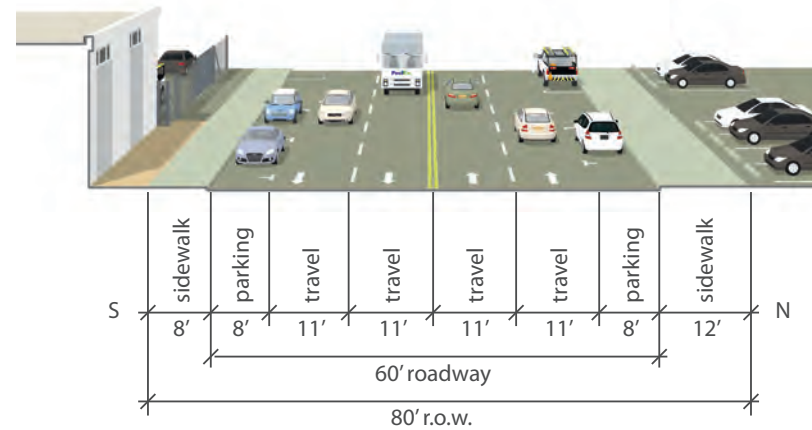 FedEx
S
sidewalk
parking
travel
travel
travel
travel
parking
sidewalk
N
8’
8’
11’
11’
11’
11’
8’
12’
60’ roadway
80’ r.o.w.